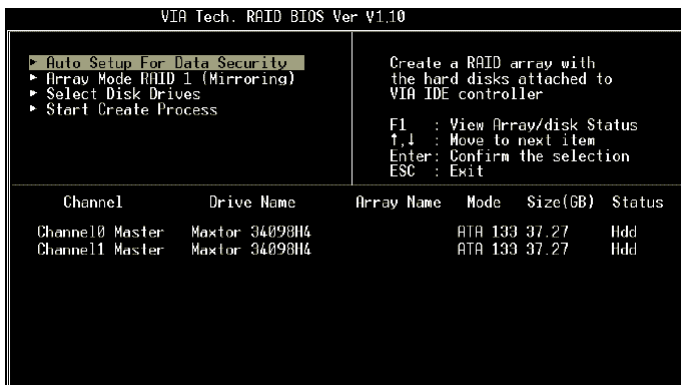 VIA Tech. RAID BIOS Ver V1.10
► Auto Setup For Data Security
► Array Mode RAID 1 (Mirroring)
► Select Disk Drives
► Start Create Process
Create a RAID array with
the hard disks attached to
VIA IDE controller
F1 : View Array/disk Status
↑,↓ : Move to next item
Enter: Confirm the selection
ESC : Exit
Channel Drive Name Array Name Mode Size(GB) Status
Channel0 Master Maxtor 34098H4 ATA 133 37.27 Hdd
Channel1 Master Maxtor 34098H4 ATA 133 37.27 Hdd